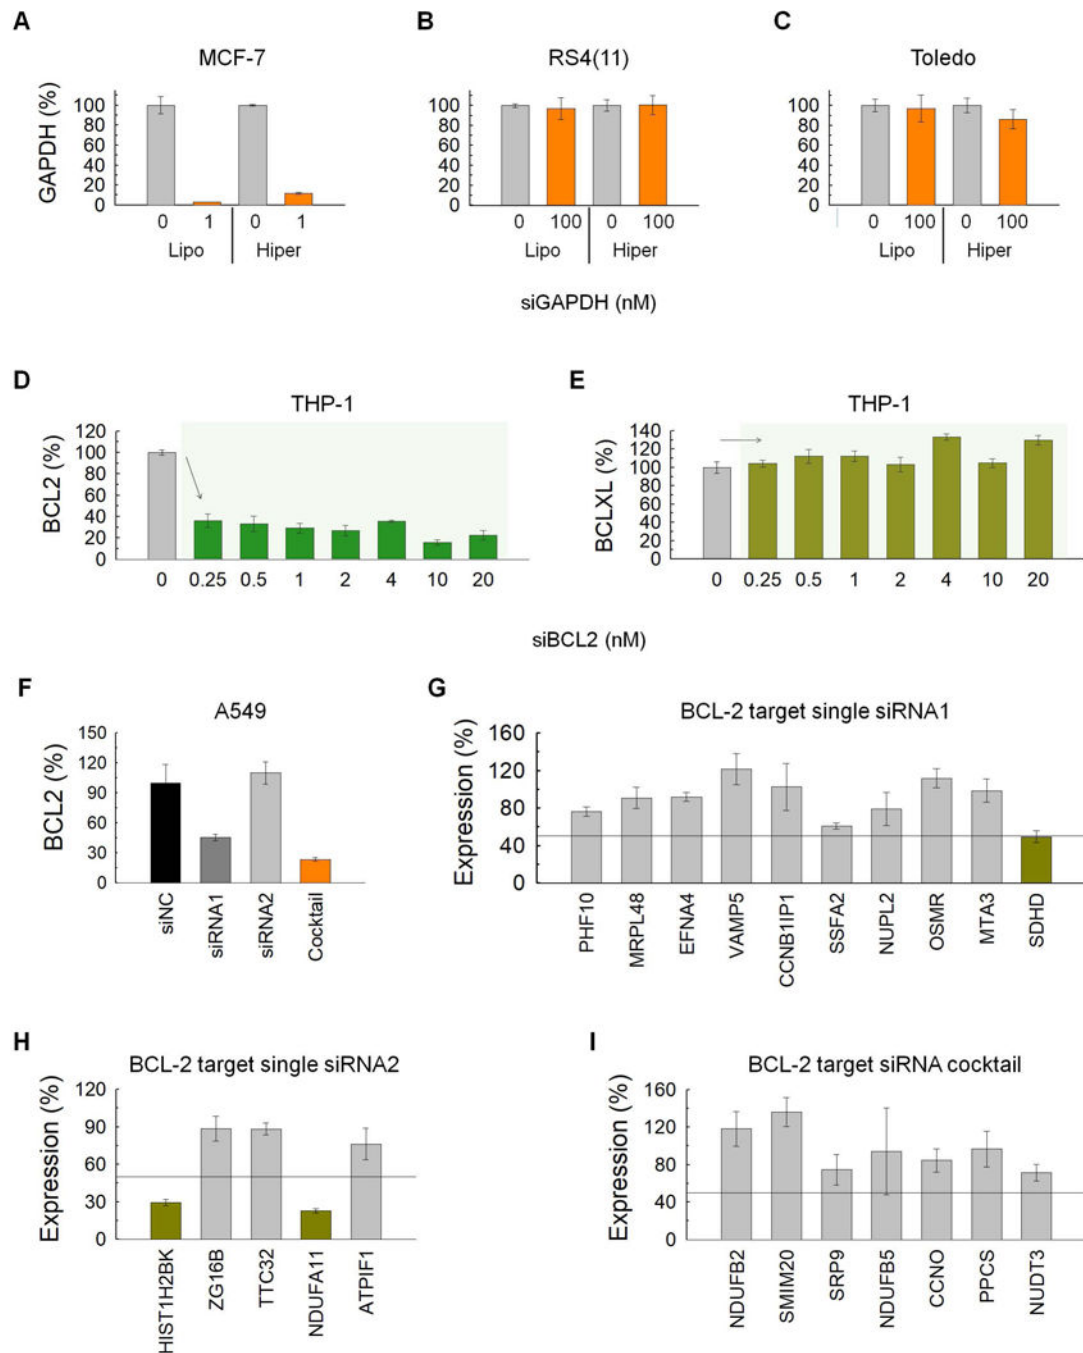 A
MCF-7
GAPDH (%)
100
80
60
40
20
0
0 1 0 1
Lipo Hiper
B
RS4(11)
100
80
60
40
20
0
0 100 0 100
Lipo Hiper
C
Toledo
100
80
60
40
20
0
0 100 0 100
Lipo Hiper
siGAPDH (nM)
D
THP-1
BCL2 (%)
120
100
80
60
40
20
0
0 0.25 0.5 1 2 4 10 20
E
THP-1
BCLXL (%)
140
120
100
80
60
40
20
0
0 0.25 0.5 1 2 4 10 20
siBCL2 (nM)
F
A549
BCL2 (%)
150
120
90
60
30
0
siNC
siRNA1
siRNA2
Cocktail
G
BCL-2 target single siRNA1
Expression (%)
160
120
80
40
0
PHF10
MRPL48
EFNA4
VAMP5
CCNB1IP1
SSFA2
NUPL2
OSMR
MTA3
SDHD
H
BCL-2 target single siRNA2
Expression (%)
120
90
60
30
0
HIST1H2BK
ZG16B
TTC32
NDUFA11
ATPIF1
I
BCL-2 target siRNA cocktail
Expression (%)
160
120
80
40
0
NDUFB2
SMIM20
SRP9
NDUFB5
CCNO
PPCS
NUDT3